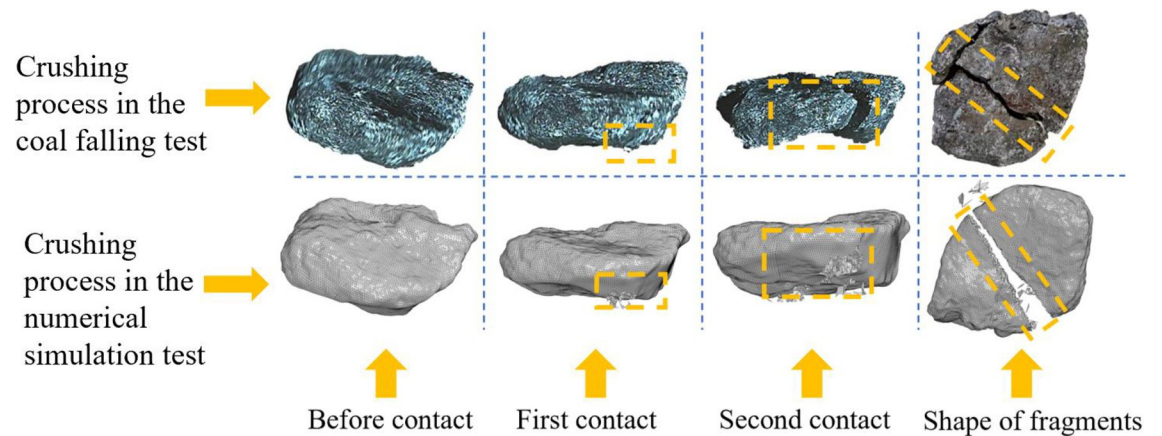 Crushing
process in the
coal falling test
Crushing
process in the
numerical
simulation test
Before contact
First contact
Second contact
Shape of fragments